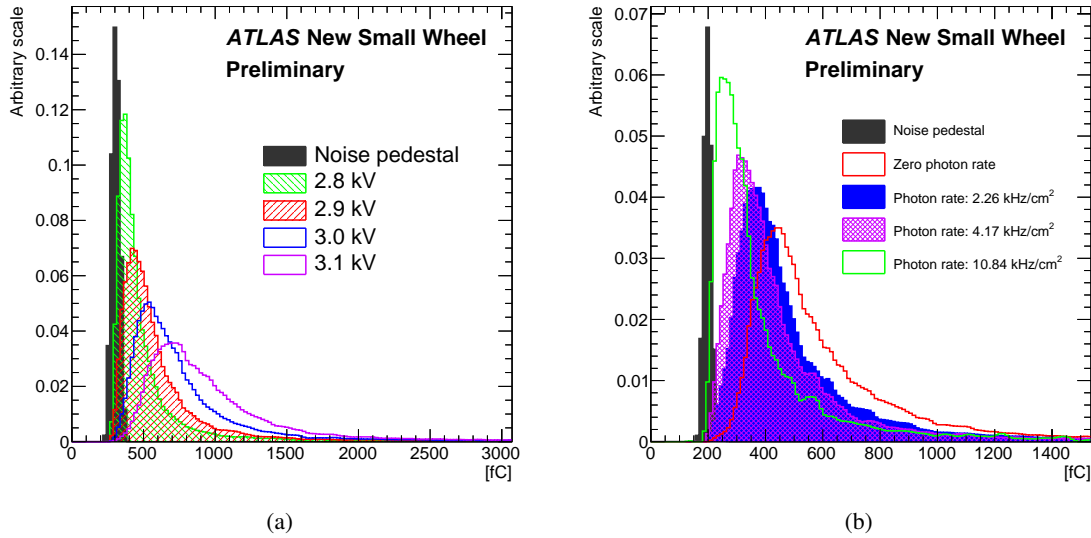 Arbitrary scale
ATLAS New Small Wheel
Preliminary
Noise pedestal
2.8 kV
2.9 kV
3.0 kV
3.1 kV
0.14
0.12
0.1
0.08
0.06
0.04
0.02
0
0 500 1000 1500 2000 2500 3000
[fC]
(a)
Arbitrary scale
ATLAS New Small Wheel
Preliminary
Noise pedestal
Zero photon rate
Photon rate: 2.26 kHz/cm²
Photon rate: 4.17 kHz/cm²
Photon rate: 10.84 kHz/cm²
0.07
0.06
0.05
0.04
0.03
0.02
0.01
0
0 200 400 600 800 1000 1200 1400
[fC]
(b)